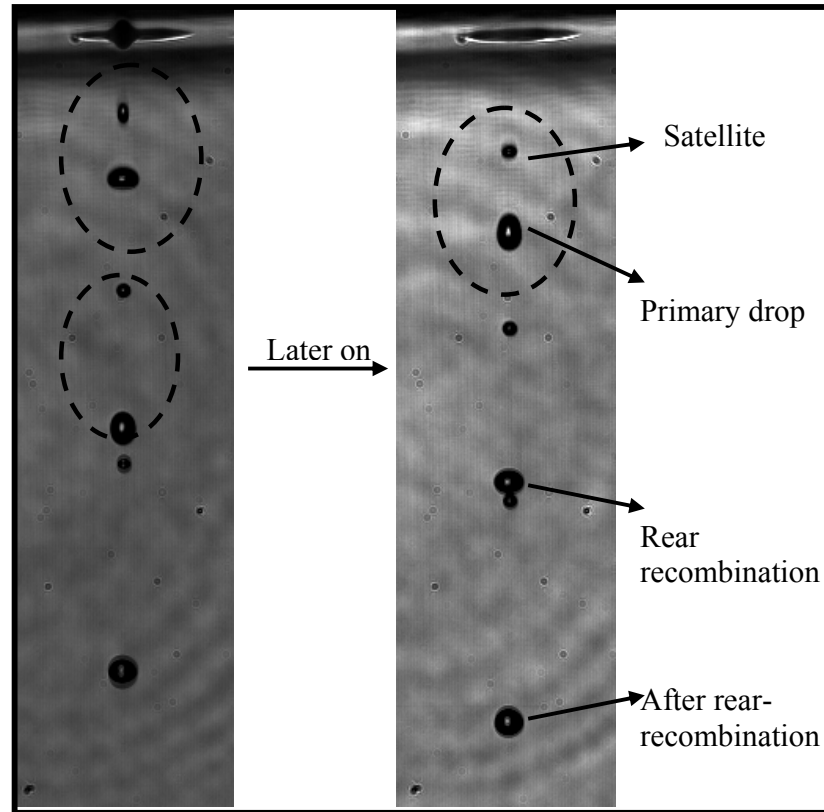 Satellite
Primary drop
Later on
Rear
recombination
After rear-
recombination